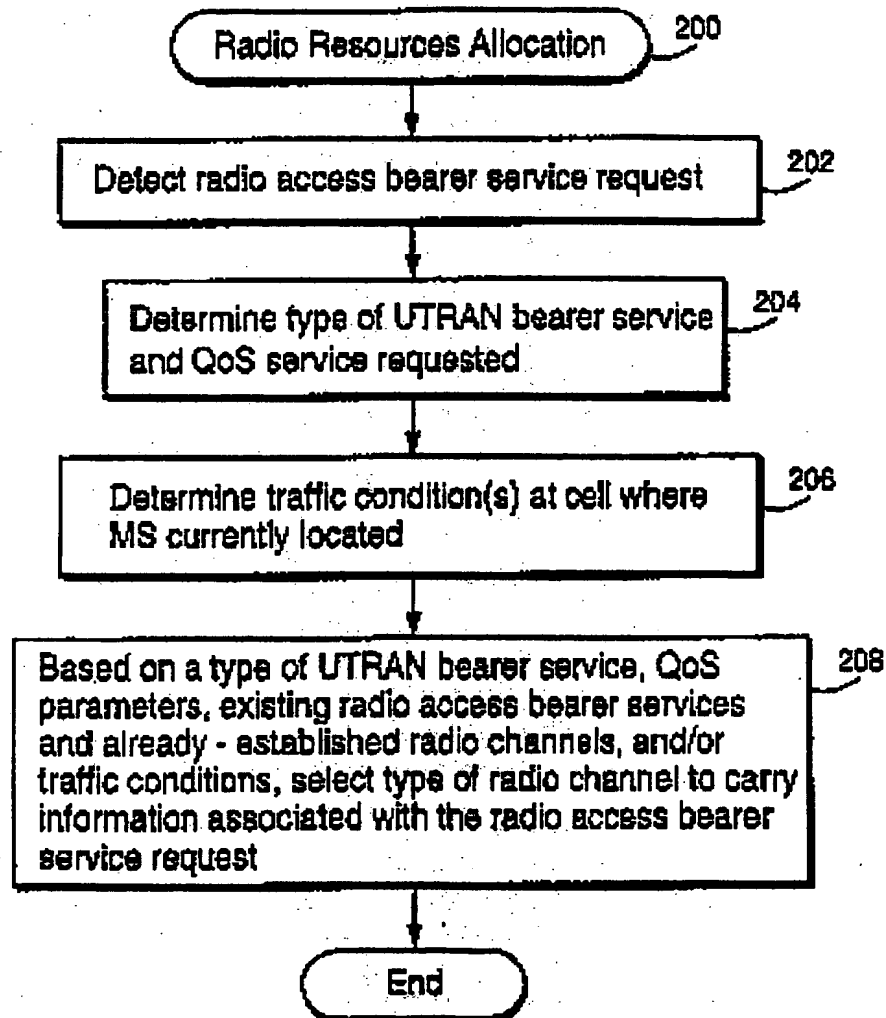 Radio Resources Allocation
200
Detect radio access bearer service request
202
Determine type of UTRAN bearer service
and QoS service requested
204
Determine traffic condition(s) at cell where
MS currently located
206
Based on a type of UTRAN bearer service, QoS
parameters, existing radio access bearer services
and already - established radio channels, and/or
traffic conditions, select type of radio channel to carry
information associated with the radio access bearer
service request
208
End